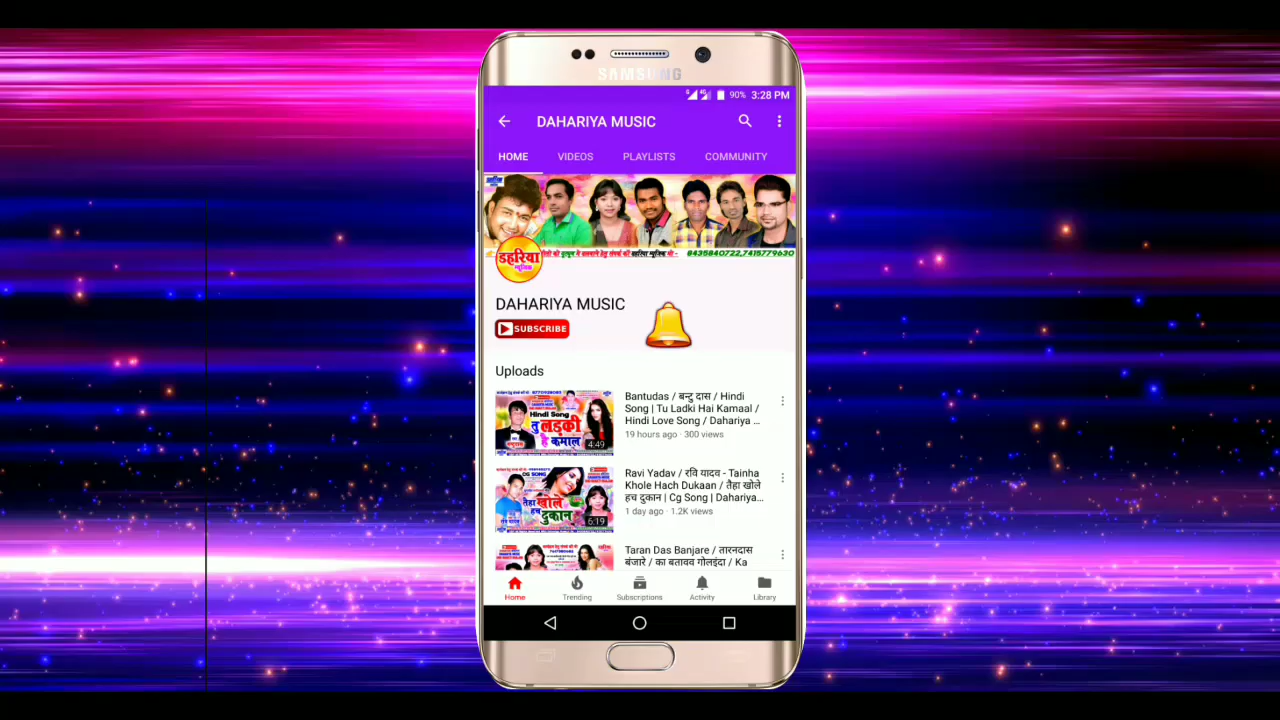 SAMSUNG
90% 3:28 PM
DAHARIYA MUSIC
HOME VIDEOS PLAYLISTS COMMUNITY
डहरिया
म्यूजिक
8435840722,7415779630
DAHARIYA MUSIC
SUBSCRIBE
Uploads
Hindi Song
तु लड़की
है कमाल
4:49
Bantudas / बन्टु दास / Hindi
Song | Tu Ladki Hai Kamaal /
Hindi Love Song / Dahariya ...
19 hours ago · 300 views
CG SONG
तैहा खोले
हच दुकान
6:19
Ravi Yadav / रवि यादव - Tainha
Khole Hach Dukaan / तैहा खोले
हच दुकान | Cg Song | Dahariya...
1 day ago · 1.2K views
Taran Das Banjare / तारनदास
बंजारे / का बतावव गोलइंदा / Ka
Home Trending Subscriptions Activity Library